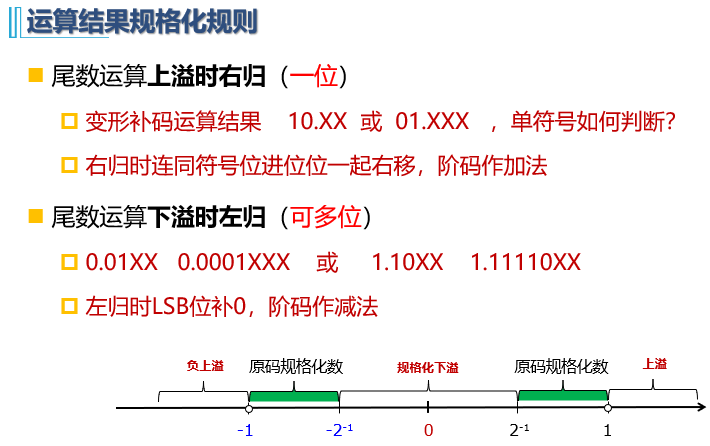 运算结果规格化规则
尾数运算上溢时右归（一位）
变形补码运算结果 10.XX 或 01.XXX ，单符号如何判断?
右归时连同符号位进位位一起右移，阶码作加法
尾数运算下溢时左归（可多位）
0.01XX 0.0001XXX 或 1.10XX 1.11110XX
左归时LSB位补0，阶码作减法
负上溢 原码规格化数 规格化下溢 原码规格化数 上溢
-1 -2⁻¹ 0 2⁻¹ 1